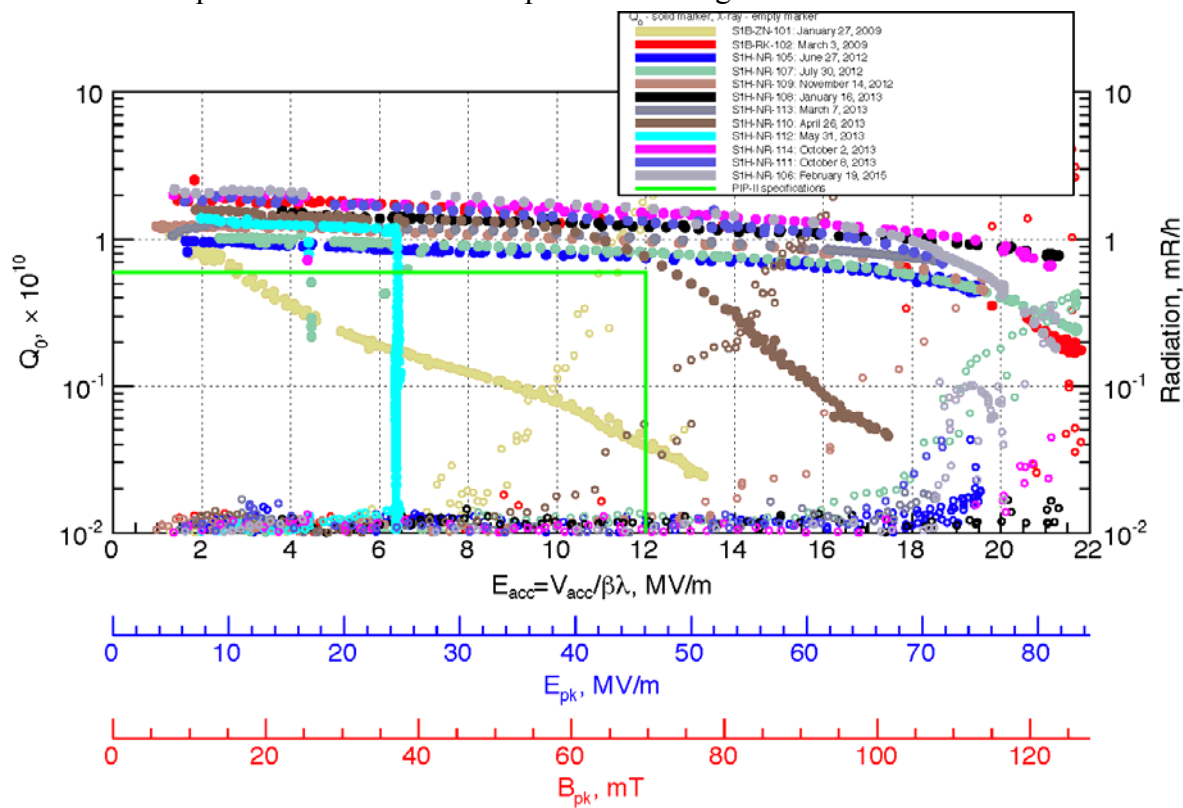 Q₀ - solid marker, X-ray - empty marker
S1B-ZN-101: January 27, 2009
S1B-RK-102: March 3, 2009
S1H-NR-105: June 27, 2012
S1H-NR-107: July 30, 2012
S1H-NR-109: November 14, 2012
S1H-NR-108: January 16, 2013
S1H-NR-113: March 7, 2013
S1H-NR-110: April 26, 2013
S1H-NR-112: May 31, 2013
S1H-NR-114: October 2, 2013
S1H-NR-111: October 8, 2013
S1H-NR-106: February 19, 2015
PIP-II specifications
10
1
10⁻¹
10⁻²
Q₀, × 10¹⁰
10
1
10⁻¹
10⁻²
Radiation, mR/h
0 2 4 6 8 10 12 14 16 18 20 22
E_acc=V_acc/βλ, MV/m
0 10 20 30 40 50 60 70 80
E_pk, MV/m
0 20 40 60 80 100 120
B_pk, mT